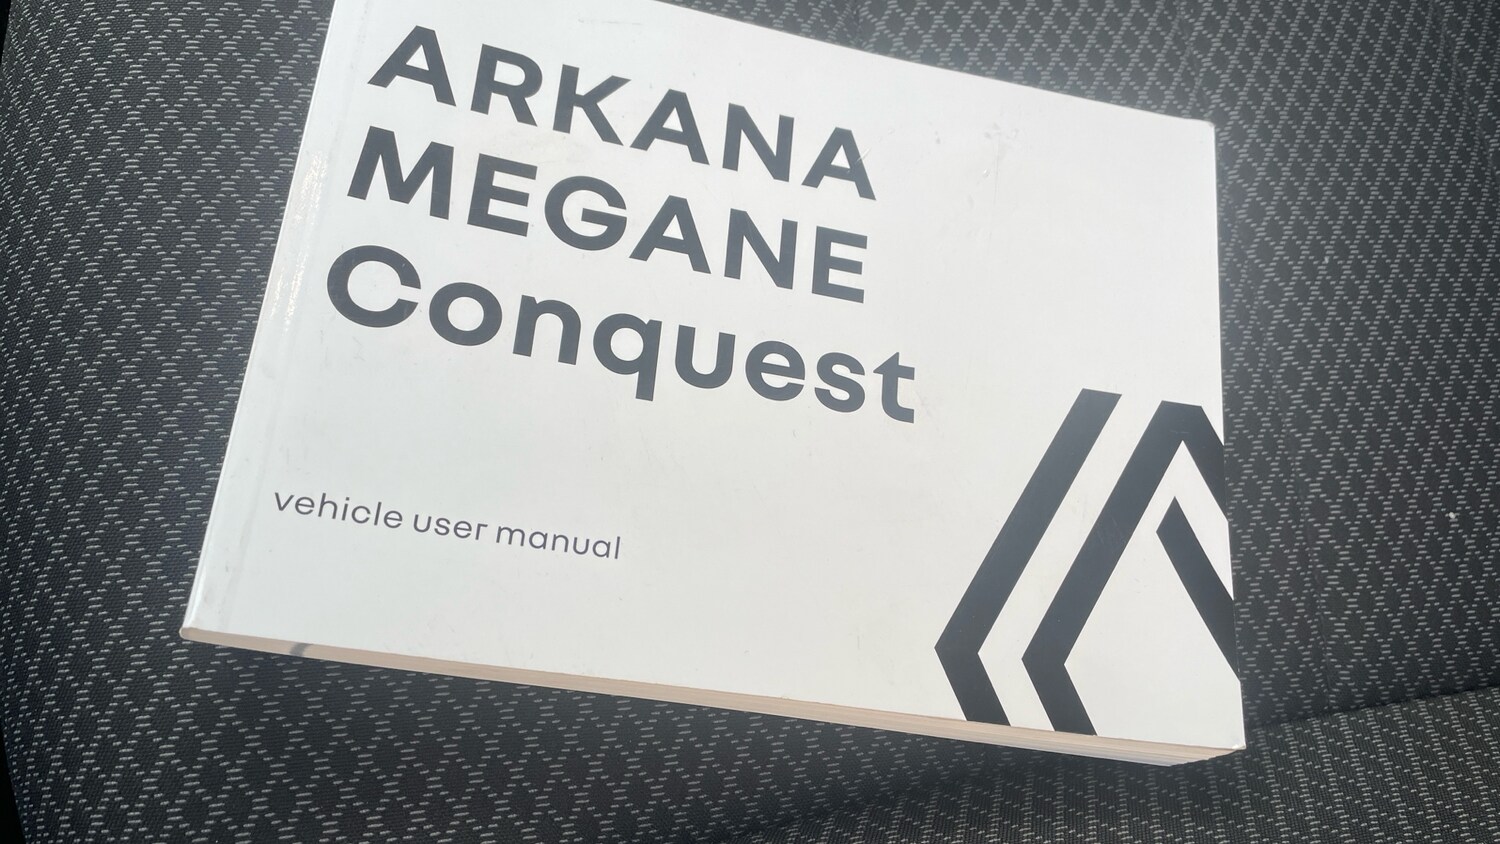 ARKANA
MEGANE
Conquest
vehicle user manual